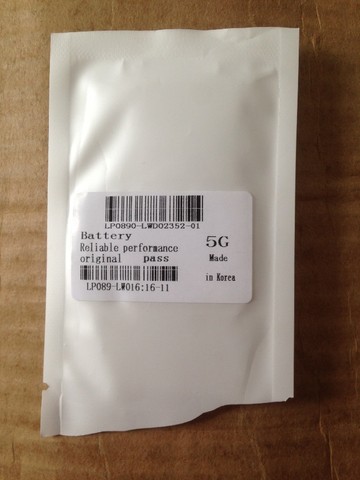 LP0890-LWD02352-01
Battery
Reliable performance
original pass
5G
Made
in Korea
LP089-LW016:16-11